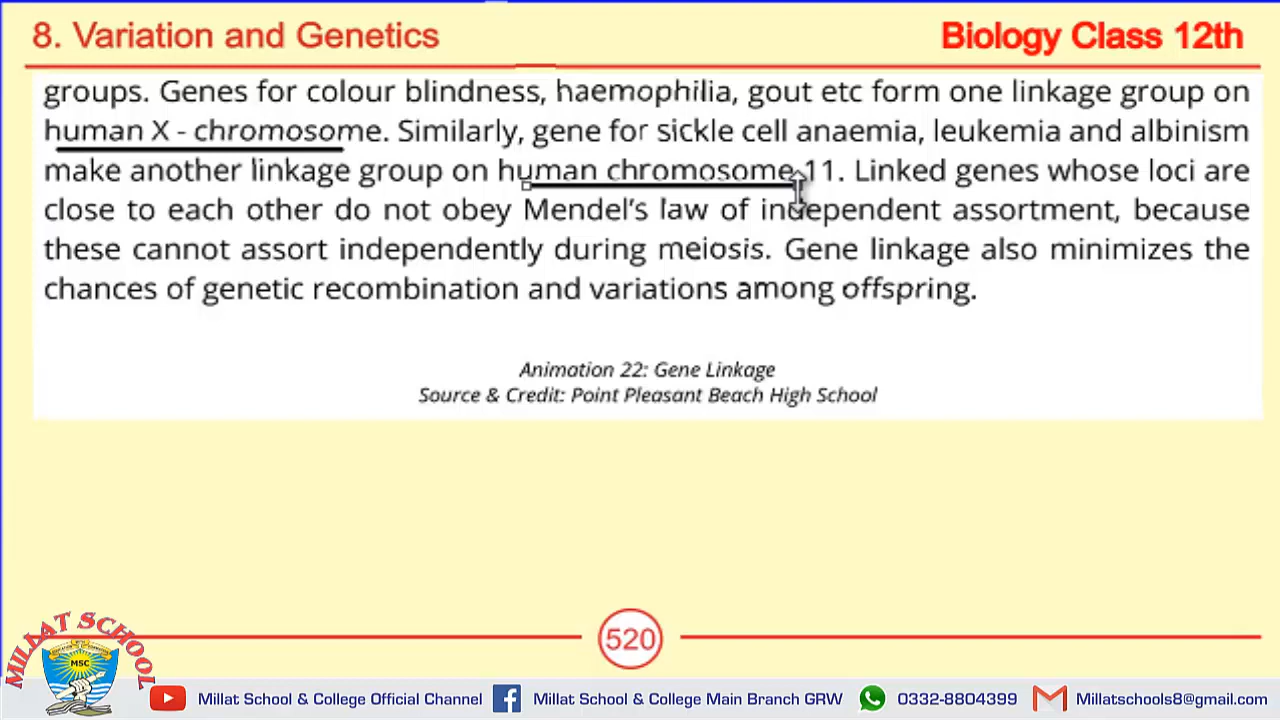 8. Variation and Genetics
Biology Class 12th
groups. Genes for colour blindness, haemophilia, gout etc form one linkage group on
human X - chromosome. Similarly, gene for sickle cell anaemia, leukemia and albinism
make another linkage group on human chromosome 11. Linked genes whose loci are
close to each other do not obey Mendel's law of independent assortment, because
these cannot assort independently during meiosis. Gene linkage also minimizes the
chances of genetic recombination and variations among offspring.
Animation 22: Gene Linkage
Source & Credit: Point Pleasant Beach High School
520
MILLAT SCHOOL
MSC
Millat School & College Official Channel
Millat School & College Main Branch GRW
0332-8804399
Millatschools8@gmail.com